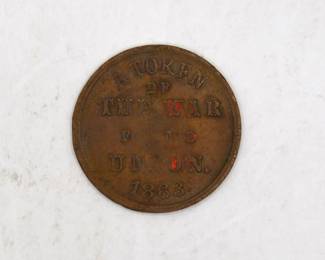 A TOKEN
OF
THE WAR
UNION.
1863.